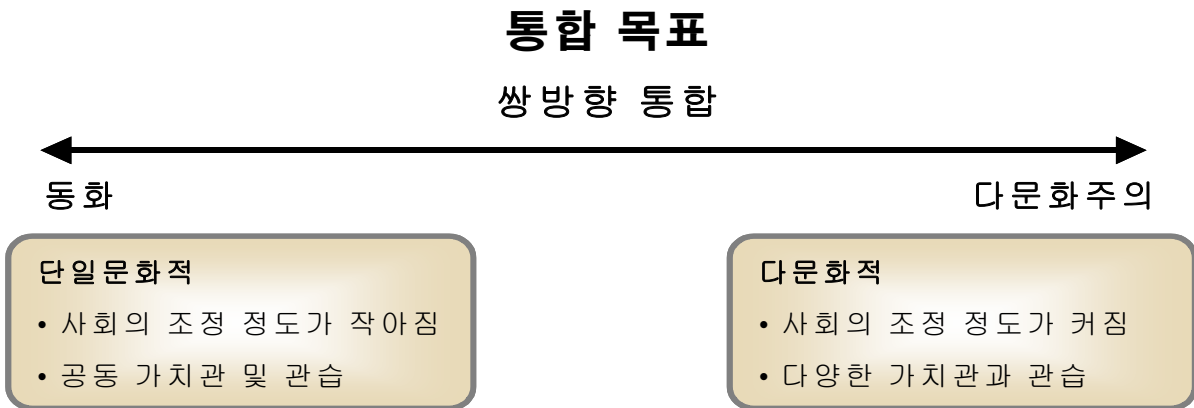 통합 목표
쌍방향 통합
동화
다문화주의
단일문화적
• 사회의 조정 정도가 작아짐
• 공동 가치관 및 관습
다문화적
• 사회의 조정 정도가 커짐
• 다양한 가치관과 관습